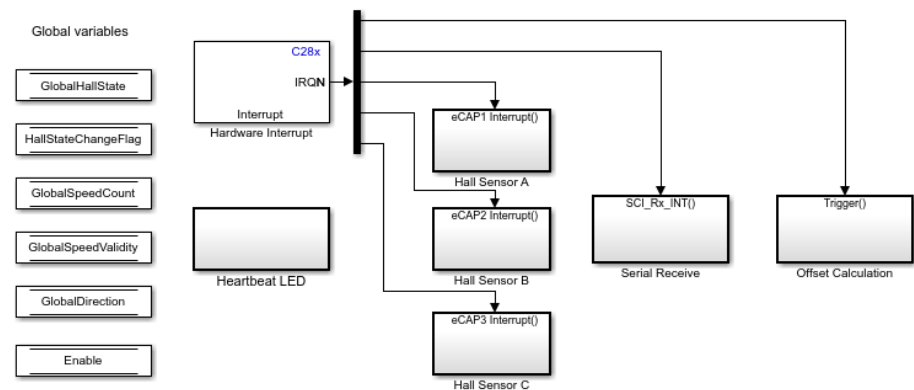 Global variables
GlobalHallState
HallStateChangeFlag
GlobalSpeedCount
GlobalSpeedValidity
GlobalDirection
Enable
C28x
IRQN
Interrupt
Hardware Interrupt
Heartbeat LED
eCAP1 Interrupt()
Hall Sensor A
eCAP2 Interrupt()
Hall Sensor B
eCAP3 Interrupt()
Hall Sensor C
SCI_Rx_INT()
Serial Receive
Trigger()
Offset Calculation